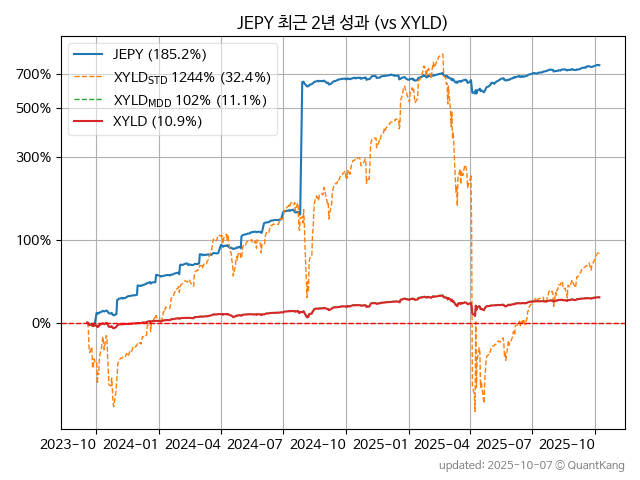 JEPY 최근 2년 성과 (vs XYLD)
JEPY (185.2%)
XYLD_STD 1244% (32.4%)
XYLD_MDD 102% (11.1%)
XYLD (10.9%)
700%
500%
300%
100%
0%
2023-10 2024-01 2024-04 2024-07 2024-10 2025-01 2025-04 2025-07 2025-10
updated: 2025-10-07 © QuantKang